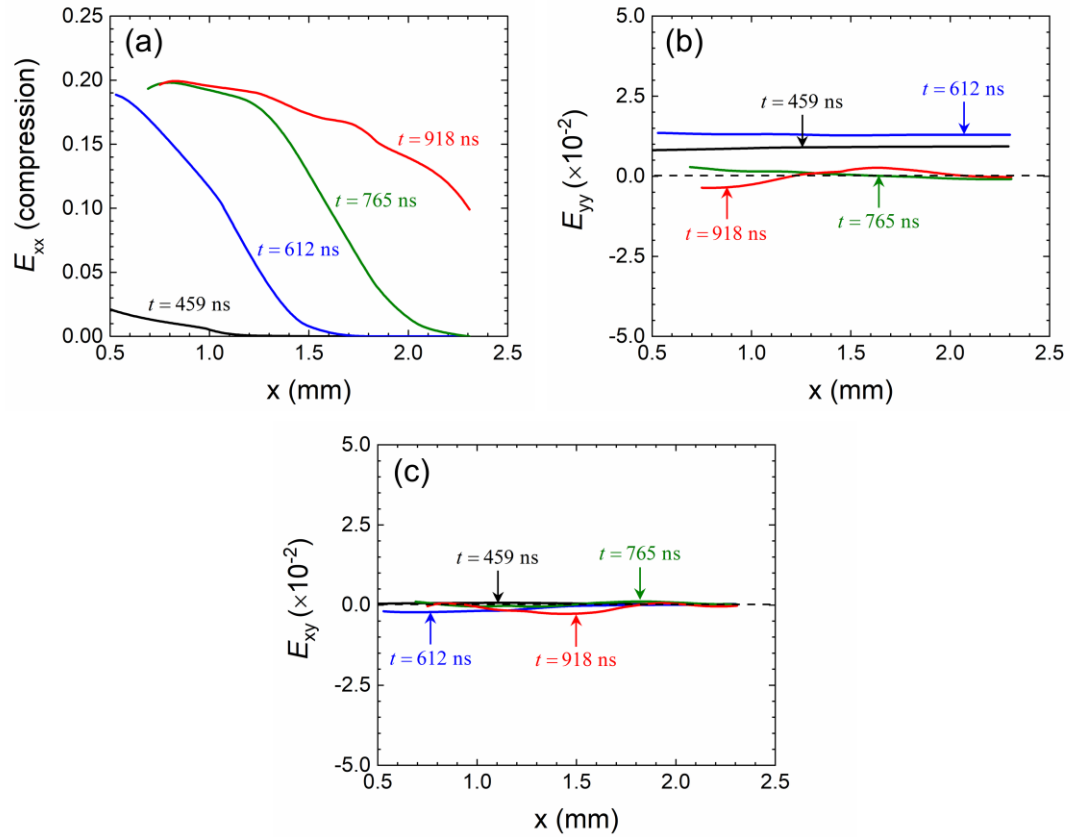 (a)
E_xx (compression)
0.25
0.20
0.15
0.10
0.05
0.00
t = 918 ns
t = 765 ns
t = 612 ns
t = 459 ns
0.5 1.0 1.5 2.0 2.5
x (mm)
(b)
E_yy (×10^-2)
5.0
2.5
0.0
-2.5
-5.0
t = 612 ns
t = 459 ns
t = 918 ns
t = 765 ns
0.5 1.0 1.5 2.0 2.5
x (mm)
(c)
E_xy (×10^-2)
5.0
2.5
0.0
-2.5
-5.0
t = 459 ns
t = 765 ns
t = 612 ns
t = 918 ns
0.5 1.0 1.5 2.0 2.5
x (mm)